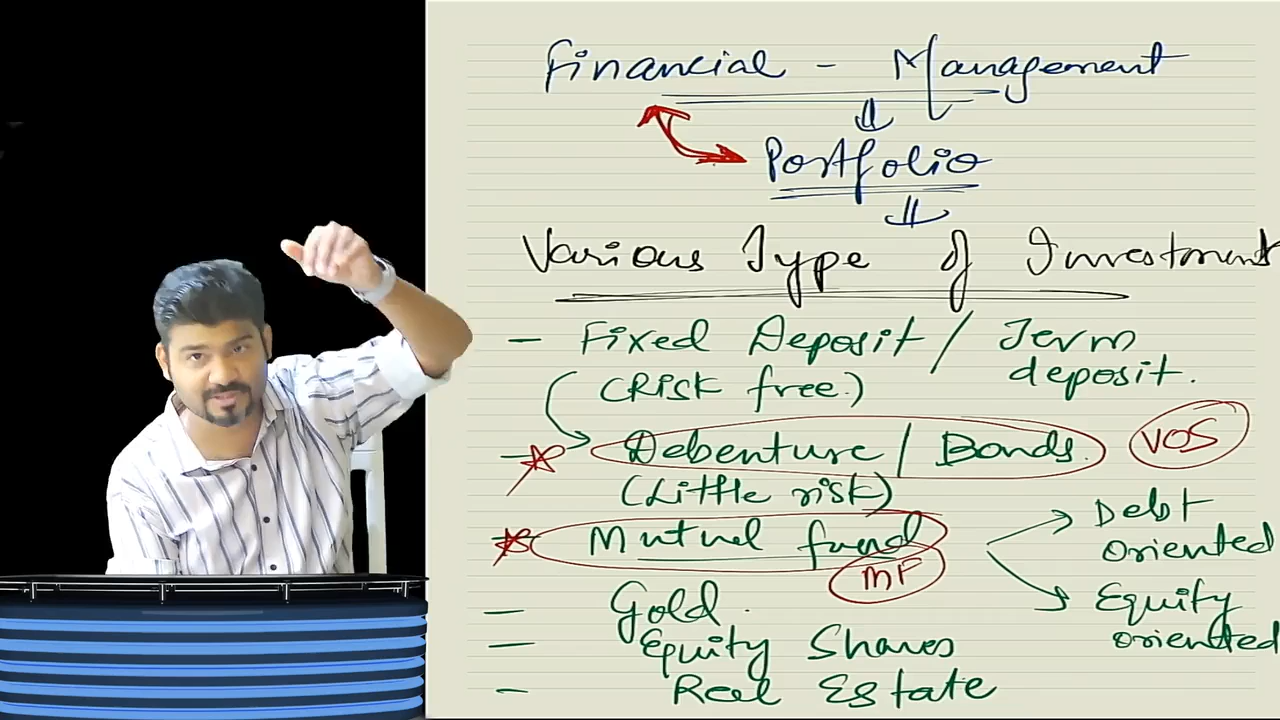 Financial - Management
Portfolio
Various Type of Investment
- Fixed Deposit / Term deposit.
(Risk free.)
- Debenture / Bonds. VOS
(Little risk)
- Mutual fund
Debt oriented
Equity oriented
MF
- Gold.
- Equity Shares
- Real Estate